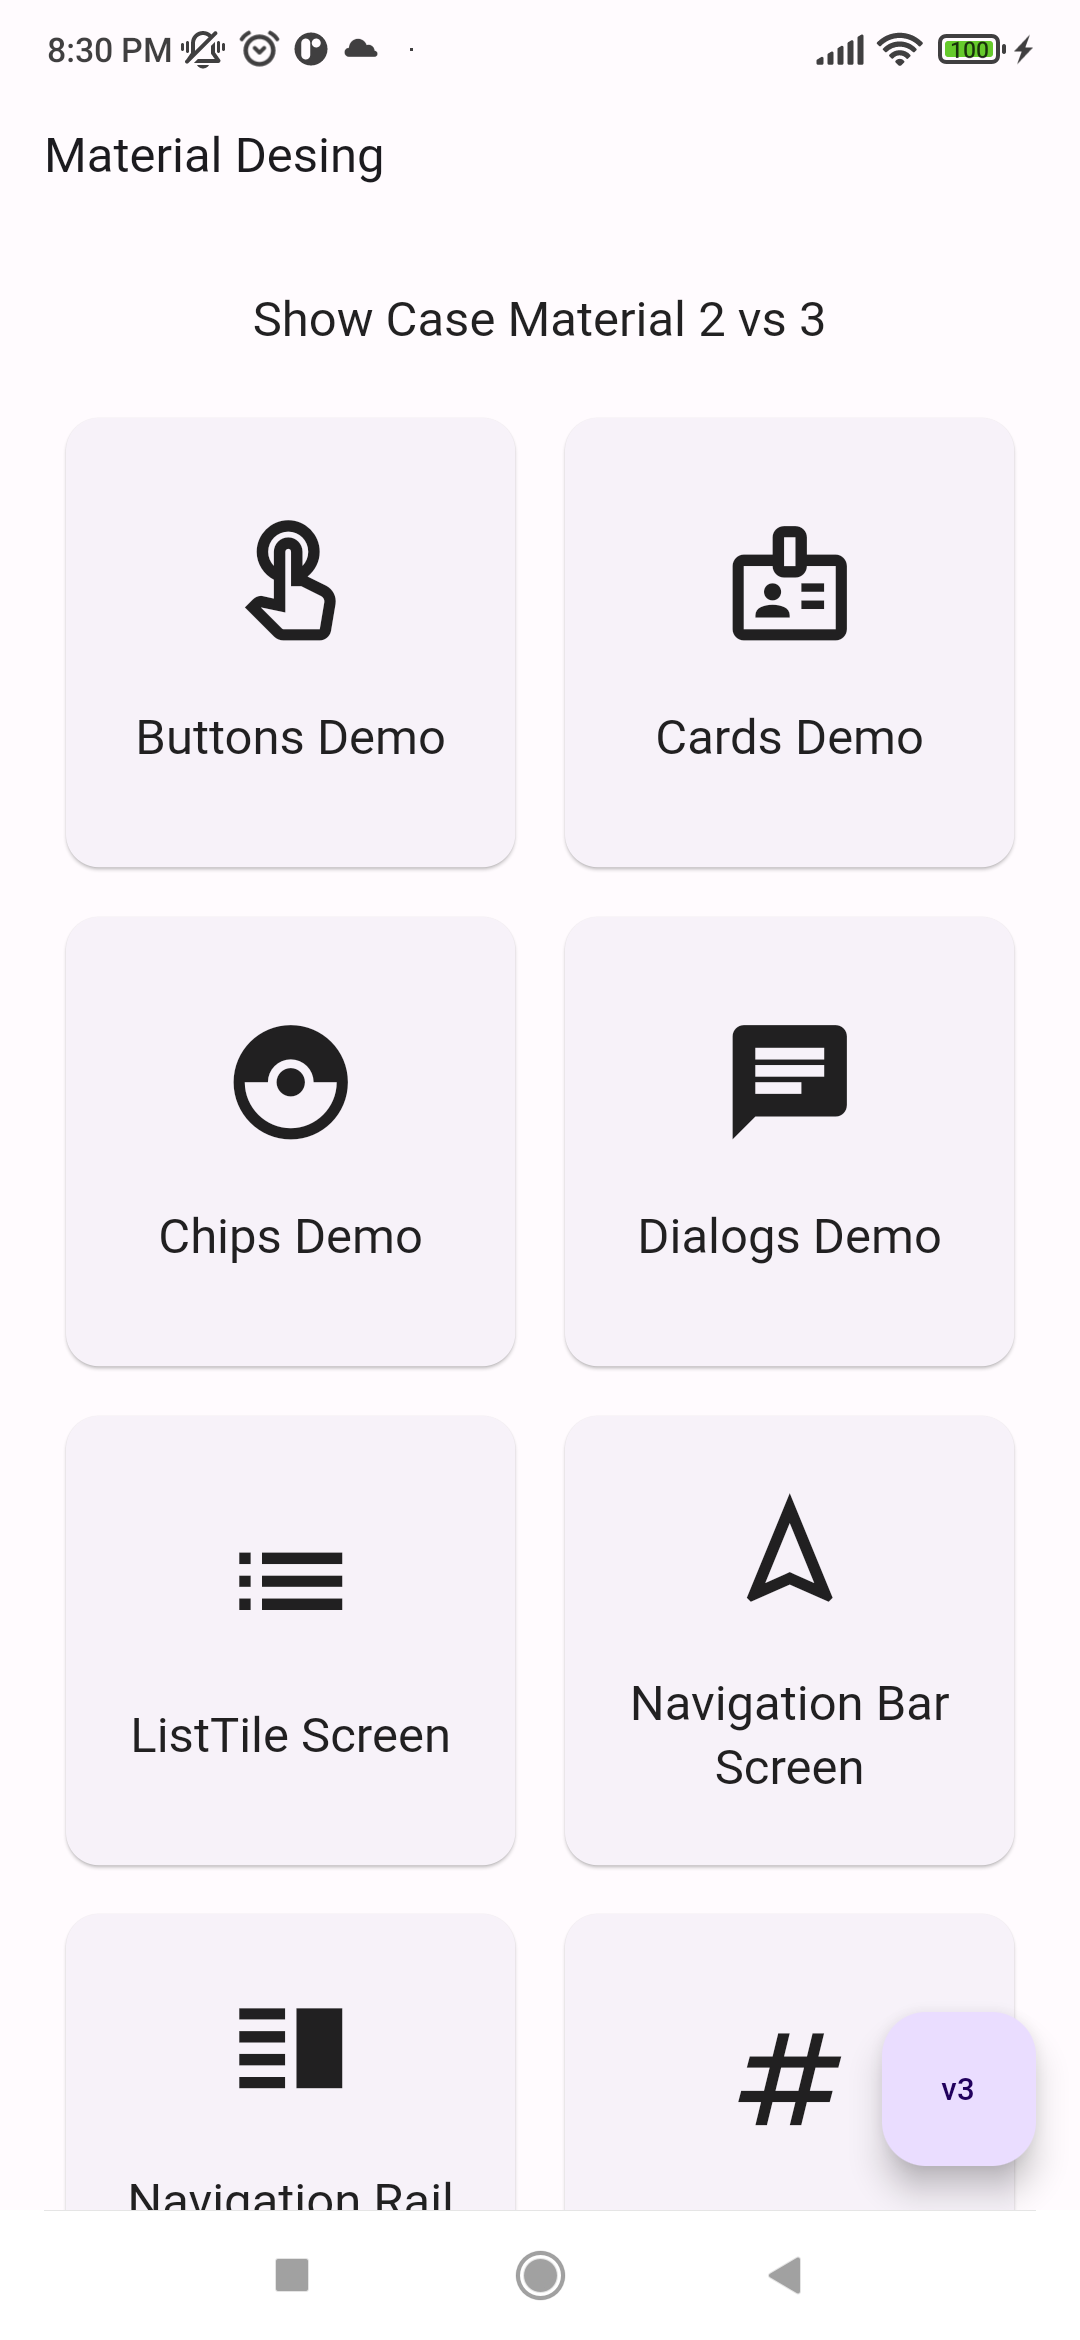 8:30 PM
100
Material Desing
Show Case Material 2 vs 3
Buttons Demo
Cards Demo
Chips Demo
Dialogs Demo
ListTile Screen
Navigation Bar
Screen
Navigation Rail
v3